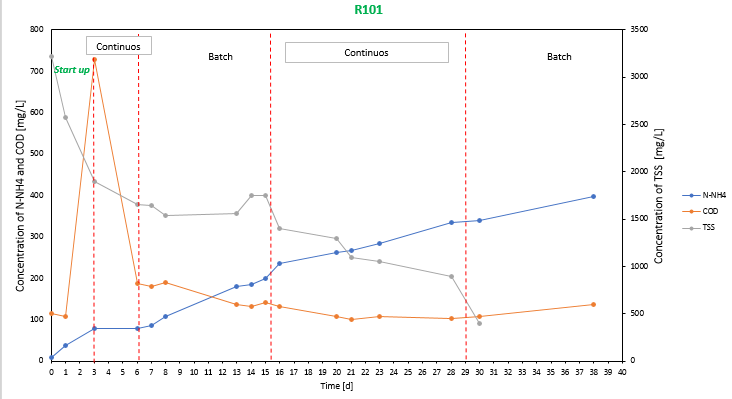 R101
Continuos
Batch
Continuos
Batch
Start up
Concentration of N-NH4 and COD [mg/L]
800
700
600
500
400
300
200
100
0
3500
3000
2500
2000
1500
1000
500
0
Concentration of TSS [mg/L]
N-NH4
COD
TSS
0 1 2 3 4 5 6 7 8 9 10 11 12 13 14 15 16 17 18 19 20 21 22 23 24 25 26 27 28 29 30 31 32 33 34 35 36 37 38 39 40
Time [d]